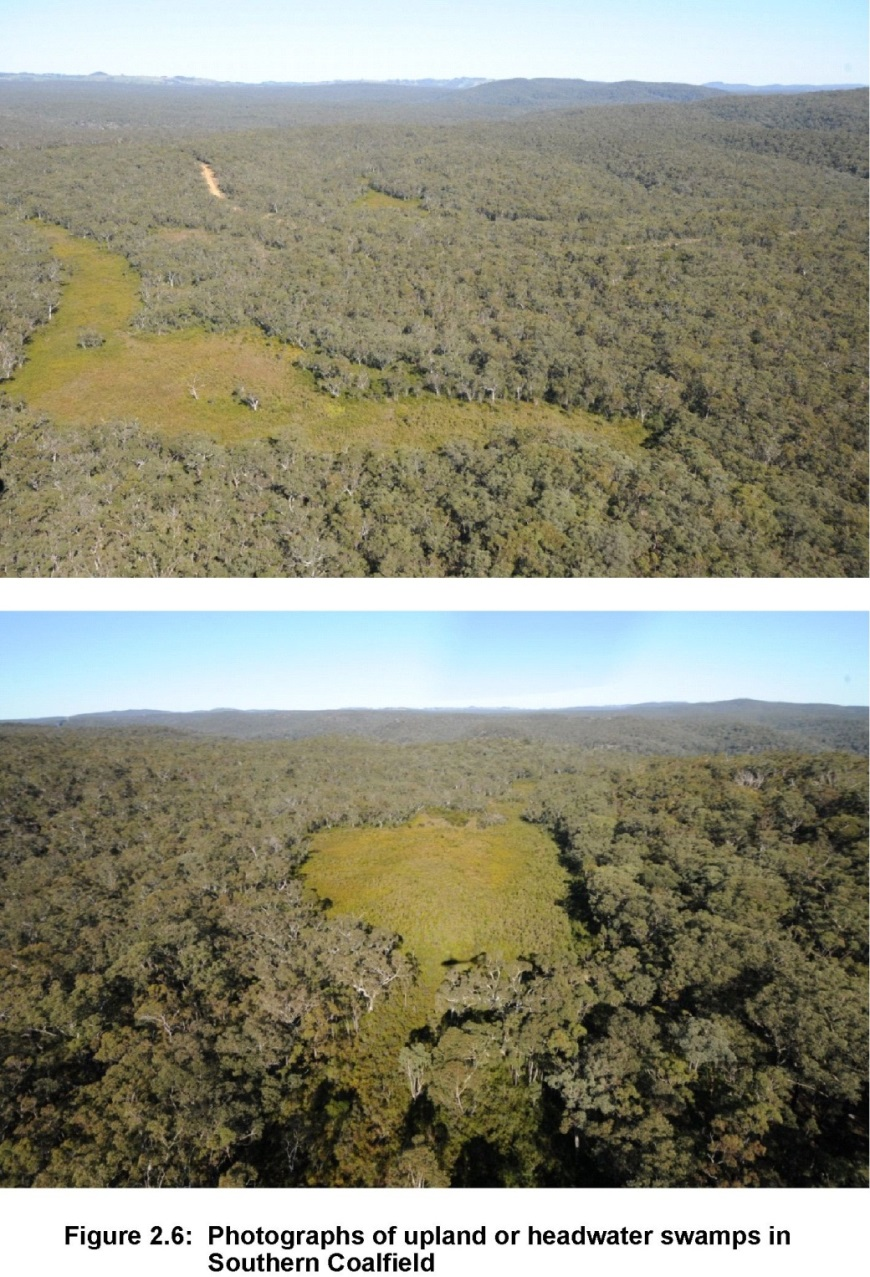 Figure 2.6: Photographs of upland or headwater swamps in
Southern Coalfield